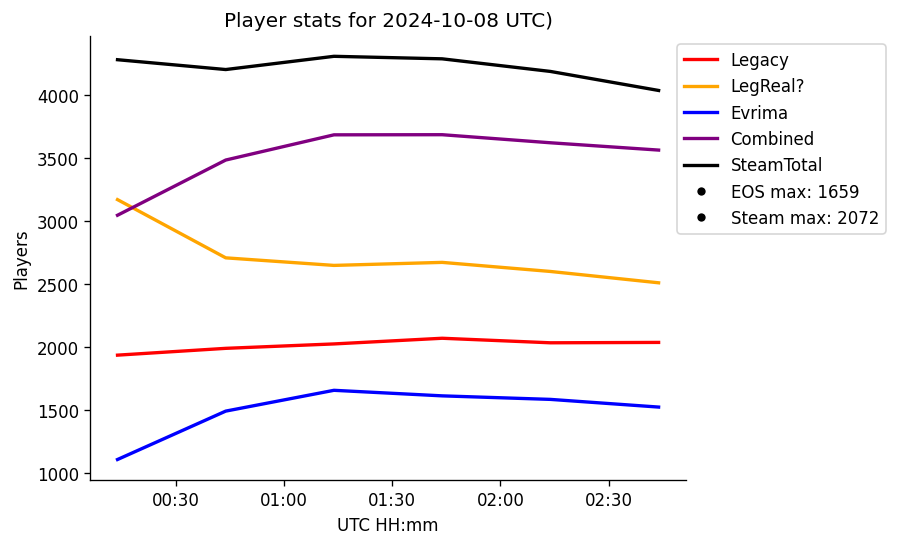 Player stats for 2024-10-08 UTC)
Legacy
LegReal?
Evrima
Combined
SteamTotal
EOS max: 1659
Steam max: 2072
Players
4000
3500
3000
2500
2000
1500
1000
00:30 01:00 01:30 02:00 02:30
UTC HH:mm